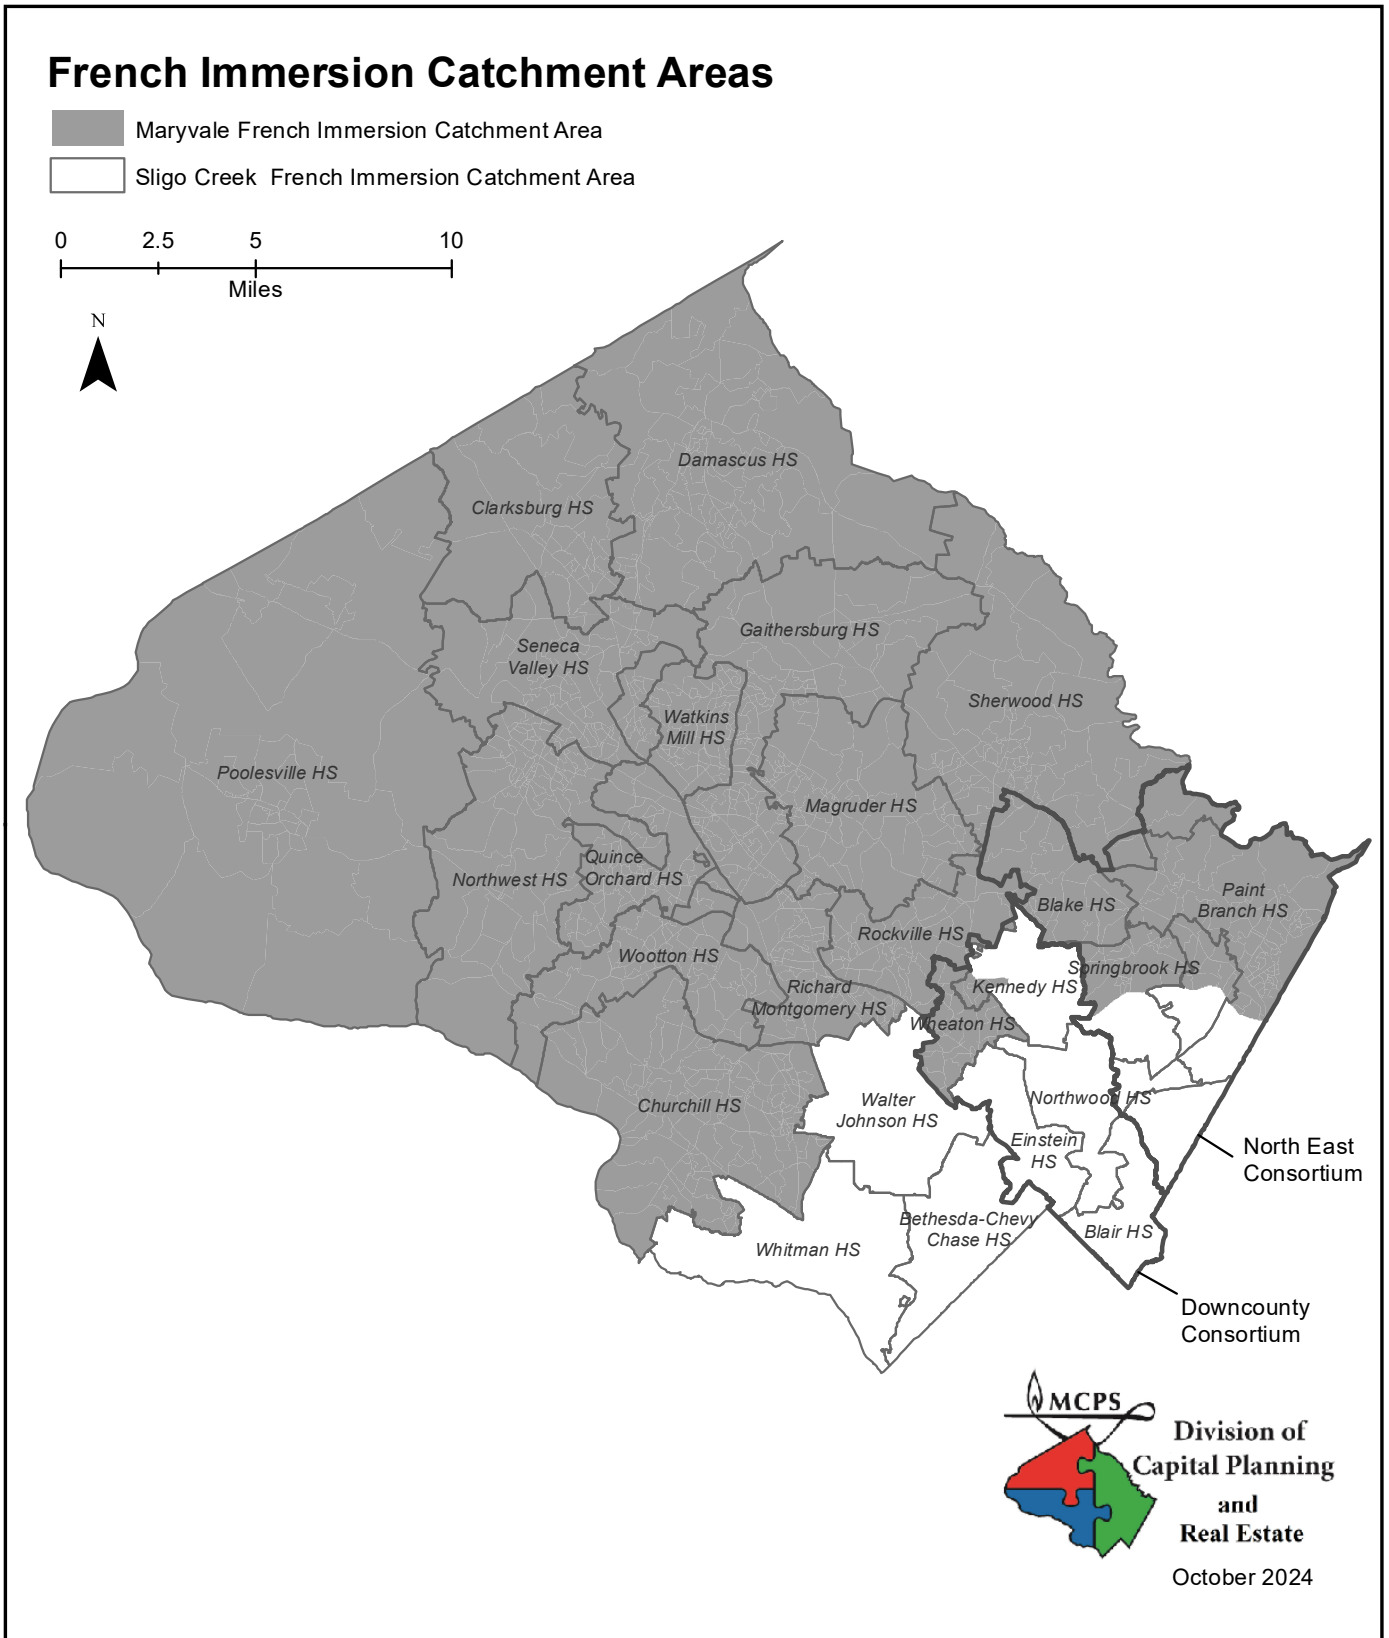 French Immersion Catchment Areas
Maryvale French Immersion Catchment Area
Sligo Creek  French Immersion Catchment Area
0 2.5 5 10
Miles
N
Damascus HS
Clarksburg HS
Gaithersburg HS
Seneca
Valley HS
Sherwood HS
Watkins
Mill HS
Poolesville HS
Magruder HS
Quince
Orchard HS
Northwest HS
Paint
Branch HS
Blake HS
Rockville HS
Wootton HS
Springbrook HS
Kennedy HS
Richard
Montgomery HS
Wheaton HS
Churchill HS
Walter
Johnson HS
Northwood HS
Einstein
HS
North East
Consortium
Bethesda-Chevy
Chase HS
Blair HS
Whitman HS
Downcounty
Consortium
MCPS
Division of
Capital Planning
and
Real Estate
October 2024